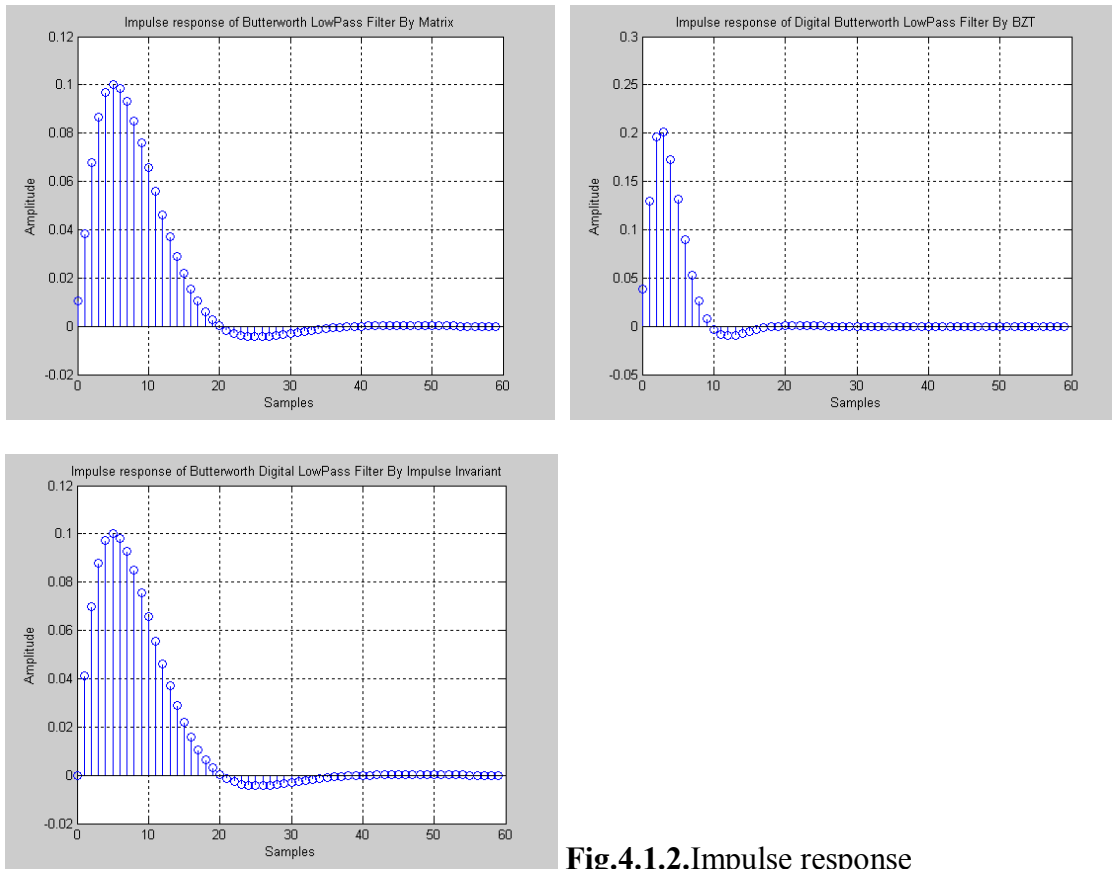 Impulse response of Butterworth LowPass Filter By Matrix
0.12
0.1
0.08
0.06
0.04
0.02
0
-0.02
Amplitude
0 10 20 30 40 50 60
Samples
Impulse response of Digital Butterworth LowPass Filter By BZT
0.3
0.25
0.2
0.15
0.1
0.05
0
-0.05
Amplitude
0 10 20 30 40 50 60
Samples
Impulse response of Butterworth Digital LowPass Filter By Impulse Invariant
0.12
0.1
0.08
0.06
0.04
0.02
0
-0.02
Amplitude
0 10 20 30 40 50 60
Samples
Fig.4.1.2.Impulse response